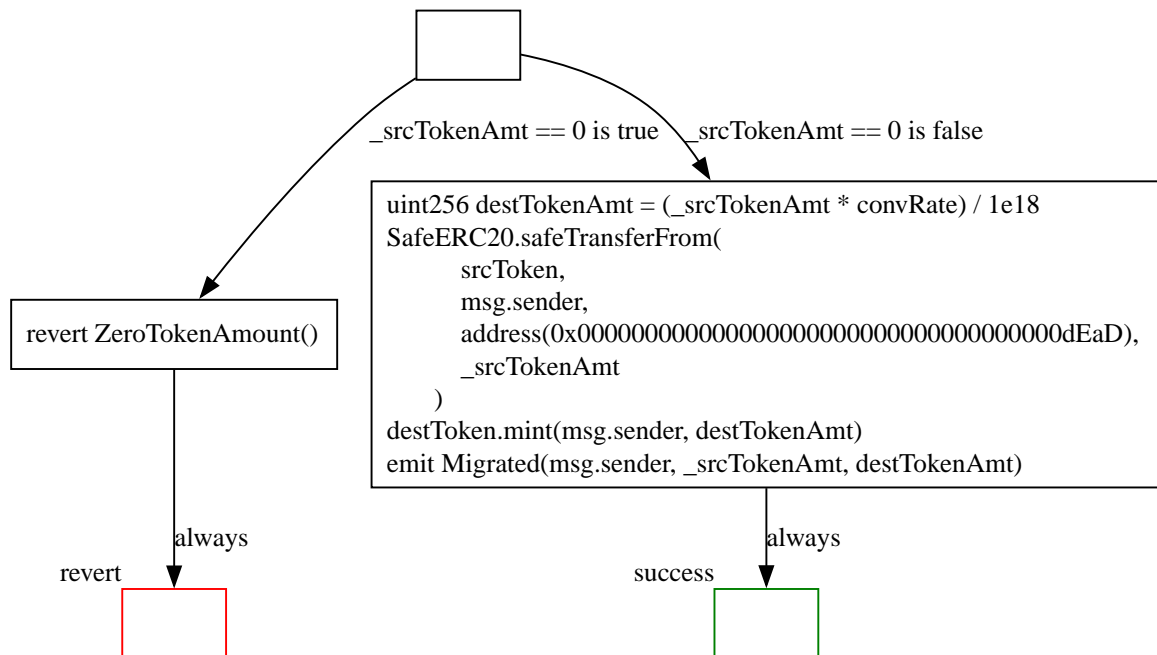 _srcTokenAmt == 0 is true
_srcTokenAmt == 0 is false
uint256 destTokenAmt = (_srcTokenAmt * convRate) / 1e18
SafeERC20.safeTransferFrom(
srcToken,
msg.sender,
address(0x000000000000000000000000000000000000dEaD),
_srcTokenAmt
)
destToken.mint(msg.sender, destTokenAmt)
emit Migrated(msg.sender, _srcTokenAmt, destTokenAmt)
revert ZeroTokenAmount()
always
always
revert
success